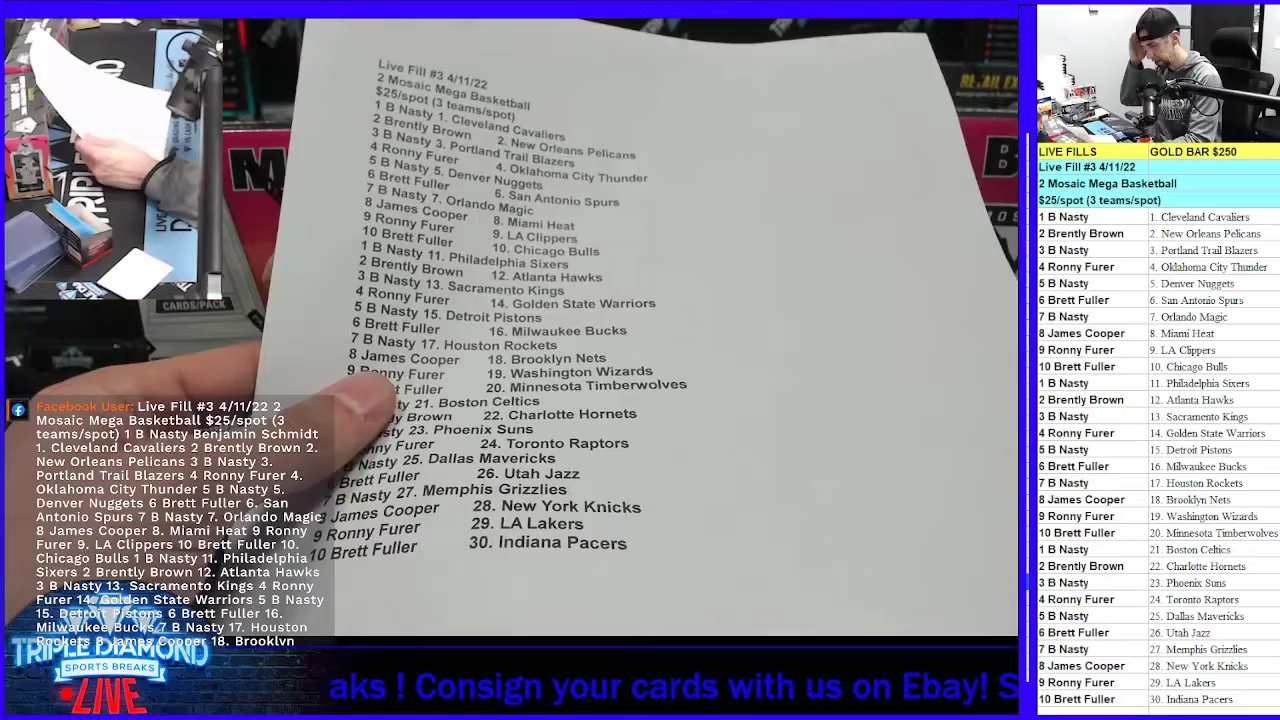 Live Fill #3 4/11/22
2 Mosaic Mega Basketball
$25/spot (3 teams/spot)
1 B Nasty 1. Cleveland Cavaliers
2 Brently Brown 2. New Orleans Pelicans
3 B Nasty 3. Portland Trail Blazers
4 Ronny Furer 4. Oklahoma City Thunder
5 B Nasty 5. Denver Nuggets
6 Brett Fuller 6. San Antonio Spurs
7 B Nasty 7. Orlando Magic
8 James Cooper 8. Miami Heat
9 Ronny Furer 9. LA Clippers
10 Brett Fuller 10. Chicago Bulls
1 B Nasty 11. Philadelphia Sixers
2 Brently Brown 12. Atlanta Hawks
3 B Nasty 13. Sacramento Kings
4 Ronny Furer 14. Golden State Warriors
5 B Nasty 15. Detroit Pistons
6 Brett Fuller 16. Milwaukee Bucks
7 B Nasty 17. Houston Rockets
8 James Cooper 18. Brooklyn Nets
9 Ronny Furer 19. Washington Wizards
Fuller 20. Minnesota Timberwolves
21. Boston Celtics
Brown 22. Charlotte Hornets
23. Phoenix Suns
Furer 24. Toronto Raptors
B Nasty 25. Dallas Mavericks
6 Brett Fuller 26. Utah Jazz
7 B Nasty 27. Memphis Grizzlies
8 James Cooper 28. New York Knicks
9 Ronny Furer 29. LA Lakers
10 Brett Fuller 30. Indiana Pacers
CARDS/PACK
Facebook User: Live Fill #3 4/11/22 2
Mosaic Mega Basketball $25/spot (3
teams/spot) 1 B Nasty Benjamin Schmidt
1. Cleveland Cavaliers 2 Brently Brown 2.
New Orleans Pelicans 3 B Nasty 3.
Portland Trail Blazers 4 Ronny Furer 4.
Oklahoma City Thunder 5 B Nasty 5.
Denver Nuggets 6 Brett Fuller 6. San
Antonio Spurs 7 B Nasty 7. Orlando Magic
8 James Cooper 8. Miami Heat 9 Ronny
Furer 9. LA Clippers 10 Brett Fuller 10.
Chicago Bulls 1 B Nasty 11. Philadelphia
Sixers 2 Brently Brown 12. Atlanta Hawks
3 B Nasty 13. Sacramento Kings 4 Ronny
Furer 14. Golden State Warriors 5 B Nasty
15. Detroit Pistons 6 Brett Fuller 16.
Milwaukee Bucks 7 B Nasty 17. Houston
Rockets 8 James Cooper 18. Brooklyn
TRIPLE DIAMOND
SPORTS BREAKS
LIVE
aks ! Consign your with us on Ebay S
LIVE FILLS GOLD BAR $250
Live Fill #3 4/11/22
2 Mosaic Mega Basketball
$25/spot (3 teams/spot)
1 B Nasty 1. Cleveland Cavaliers
2 Brently Brown 2. New Orleans Pelicans
3 B Nasty 3. Portland Trail Blazers
4 Ronny Furer 4. Oklahoma City Thunder
5 B Nasty 5. Denver Nuggets
6 Brett Fuller 6. San Antonio Spurs
7 B Nasty 7. Orlando Magic
8 James Cooper 8. Miami Heat
9 Ronny Furer 9. LA Clippers
10 Brett Fuller 10. Chicago Bulls
1 B Nasty 11. Philadelphia Sixers
2 Brently Brown 12. Atlanta Hawks
3 B Nasty 13. Sacramento Kings
4 Ronny Furer 14. Golden State Warriors
5 B Nasty 15. Detroit Pistons
6 Brett Fuller 16. Milwaukee Bucks
7 B Nasty 17. Houston Rockets
8 James Cooper 18. Brooklyn Nets
9 Ronny Furer 19. Washington Wizards
10 Brett Fuller 20. Minnesota Timberwolves
1 B Nasty 21. Boston Celtics
2 Brently Brown 22. Charlotte Hornets
3 B Nasty 23. Phoenix Suns
4 Ronny Furer 24. Toronto Raptors
5 B Nasty 25. Dallas Mavericks
6 Brett Fuller 26. Utah Jazz
7 B Nasty 27. Memphis Grizzlies
8 James Cooper 28. New York Knicks
9 Ronny Furer 29. LA Lakers
10 Brett Fuller 30. Indiana Pacers